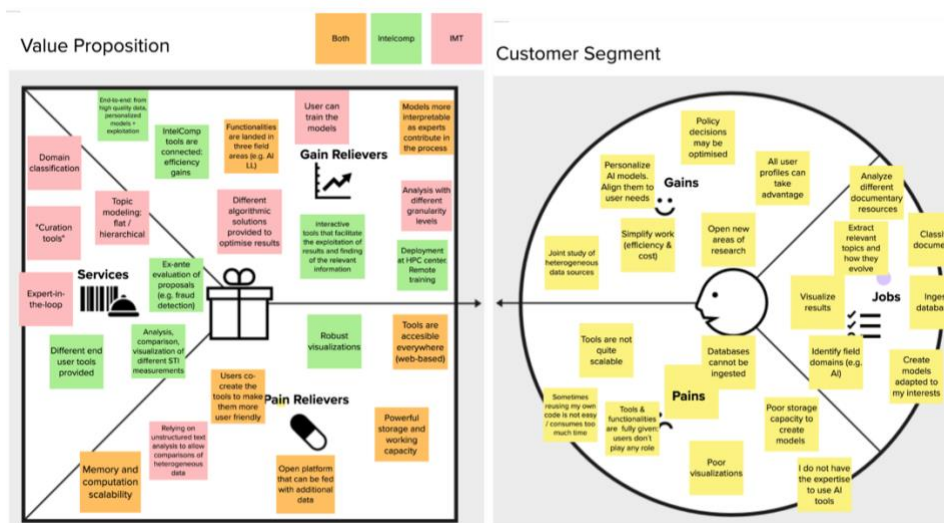 Value Proposition
Both
Intelcomp
IMT
End-to-end: from
high quality data,
personalized
models +
exploitation
IntelComp
tools are
connected:
efficiency
gains
Functionalities
are landed in
three field
areas (e.g. AI
LL)
User can
train the
models
Models more
interpretable
as experts
contribute in
the process
Gain Relievers
Domain
classification
Topic
modeling:
flat /
hierarchical
Different
algorithmic
solutions
provided to
optimise results
Analysis with
different
granularity
levels
"Curation
tools"
Interactive
tools that facilitate
the exploitation of
results and finding
of the relevant
information
Deployment
at HPC center.
Remote
training
Services
Ex-ante
evaluation of
proposals
(e.g. fraud
detection)
Expert-in-
the-loop
Different end
user tools
provided
Analysis,
comparison,
visualization of
different STI
measurements
Robust
visualizations
Tools are
accesible
everywhere
(web-based)
Users co-
create the
tools to make
them more
user friendly
Pain Relievers
Powerful
storage and
working
capacity
Relying on
unstructured text
analysis to allow
comparisons of
heterogeneous
data
Memory and
computation
scalability
Open platform
that can be fed
with additional
data
Customer Segment
Policy
decisions
may be
optimised
Personalize
AI models.
Align them to
user needs
Gains
All user
profiles can
take
advantage
Analyze
different
documentary
resources
Joint study of
heterogeneous
data sources
Simplify work
(efficiency &
cost)
Open new
areas of
research
Extract
relevant
topics and
how they
evolve
Classi
docume
Visualize
results
Jobs
Inges
databa
Tools are not
quite
scalable
Databases
cannot be
ingested
Identify field
domains (e.g.
AI)
Create
models
adapted to
my interests
Sometimes
reusing my own
code is not easy
/ consumes too
much time
Tools &
functionalities
are fully given:
users don't
play any role
Pains
Poor storage
capacity to
create
models
Poor
visualizations
I do not have
the expertise
to use AI
tools